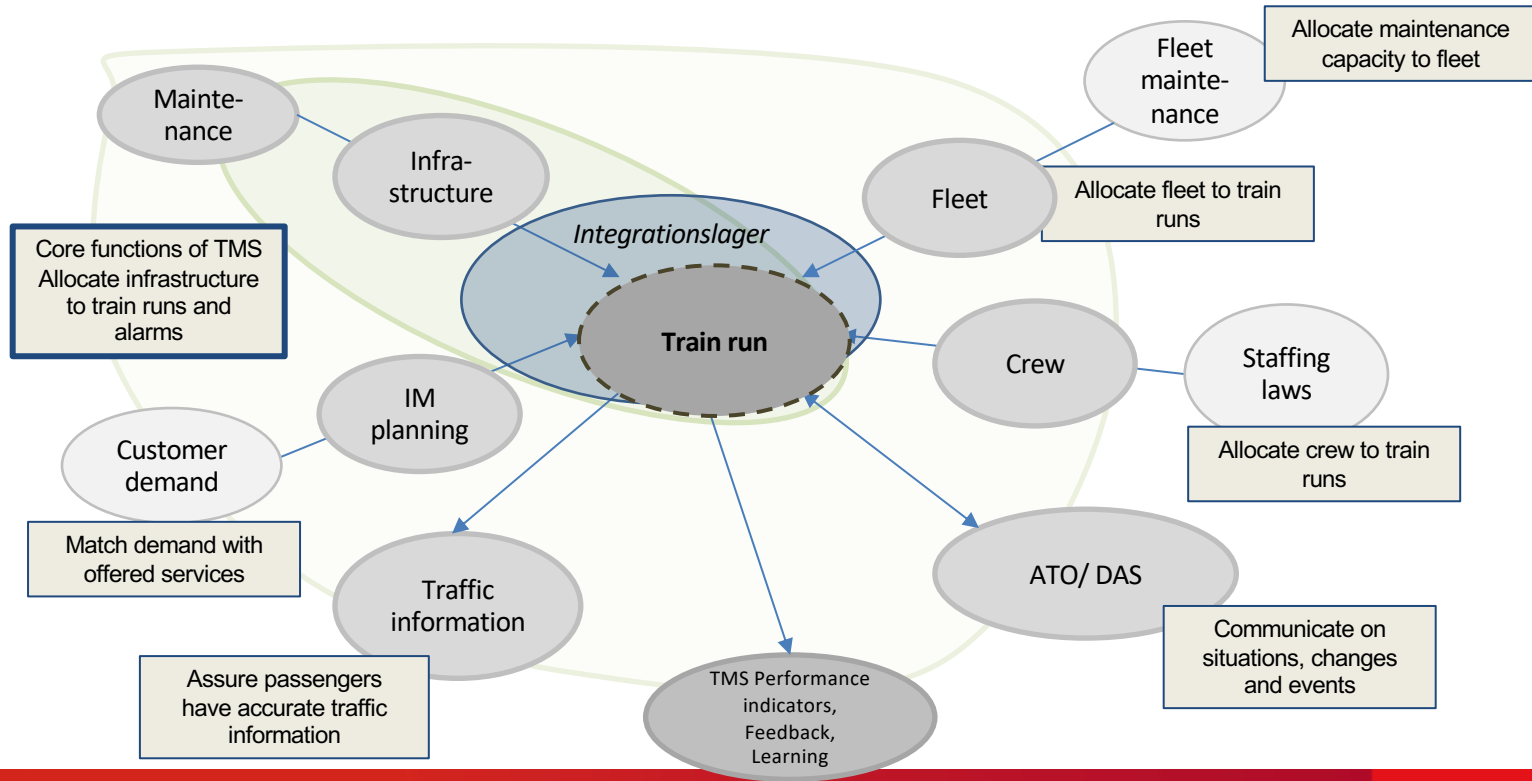 Allocate maintenance
capacity to fleet
Fleet
mainte-
nance
Mainte-
nance
Infra-
structure
Fleet
Allocate fleet to train
runs
Integrationslager
Core functions of TMS
Allocate infrastructure
to train runs and
alarms
Train run
Crew
Staffing
laws
IM
planning
Customer
demand
Allocate crew to train
runs
Match demand with
offered services
Traffic
information
ATO/ DAS
Communicate on
situations, changes
and events
Assure passengers
have accurate traffic
information
TMS Performance
indicators,
Feedback,
Learning